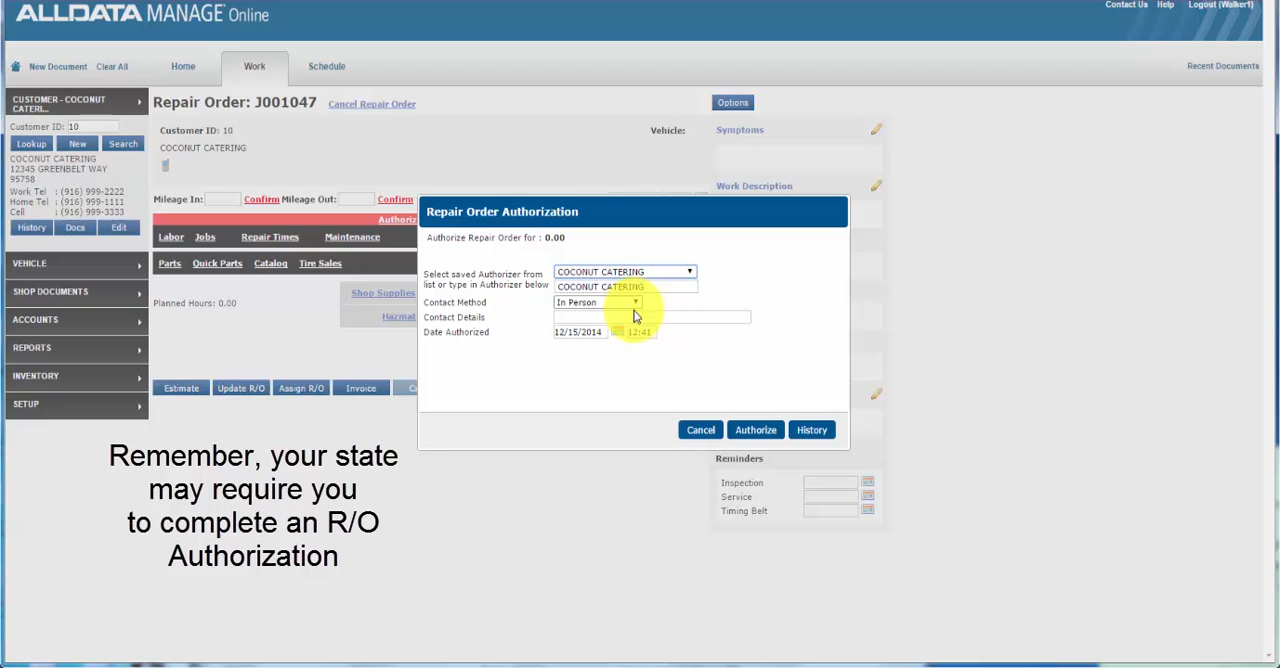 ALLDATA MANAGE Online
Contact Us Help Logout (Walker1)
New Document Clear All Home Work Schedule Recent Documents
CUSTOMER - COCONUT
CATERI...
Customer ID: 10
Lookup New Search
COCONUT CATERING
12345 GREENBELT WAY
95758
Work Tel : (916) 999-2222
Home Tel : (916) 999-1111
Cell : (916) 999-3333
History Docs Edit
VEHICLE
SHOP DOCUMENTS
ACCOUNTS
REPORTS
INVENTORY
SETUP
Repair Order: J001047 Cancel Repair Order
Customer ID: 10 Vehicle:
COCONUT CATERING
Mileage In: Confirm Mileage Out: Confirm
Authoriz
Labor Jobs Repair Times Maintenance
Parts Quick Parts Catalog Tire Sales
Planned Hours: 0.00
Shop Supplies
Hazmat
Estimate Update R/O Assign R/O Invoice
Repair Order Authorization
Authorize Repair Order for : 0.00
Select saved Authorizer from
list or type in Authorizer below
COCONUT CATERING
COCONUT CATERING
Contact Method In Person
Contact Details
Date Authorized 12/15/2014 12:41
Cancel Authorize History
Options
Symptoms
Work Description
Reminders
Inspection
Service
Timing Belt
Remember, your state
may require you
to complete an R/O
Authorization